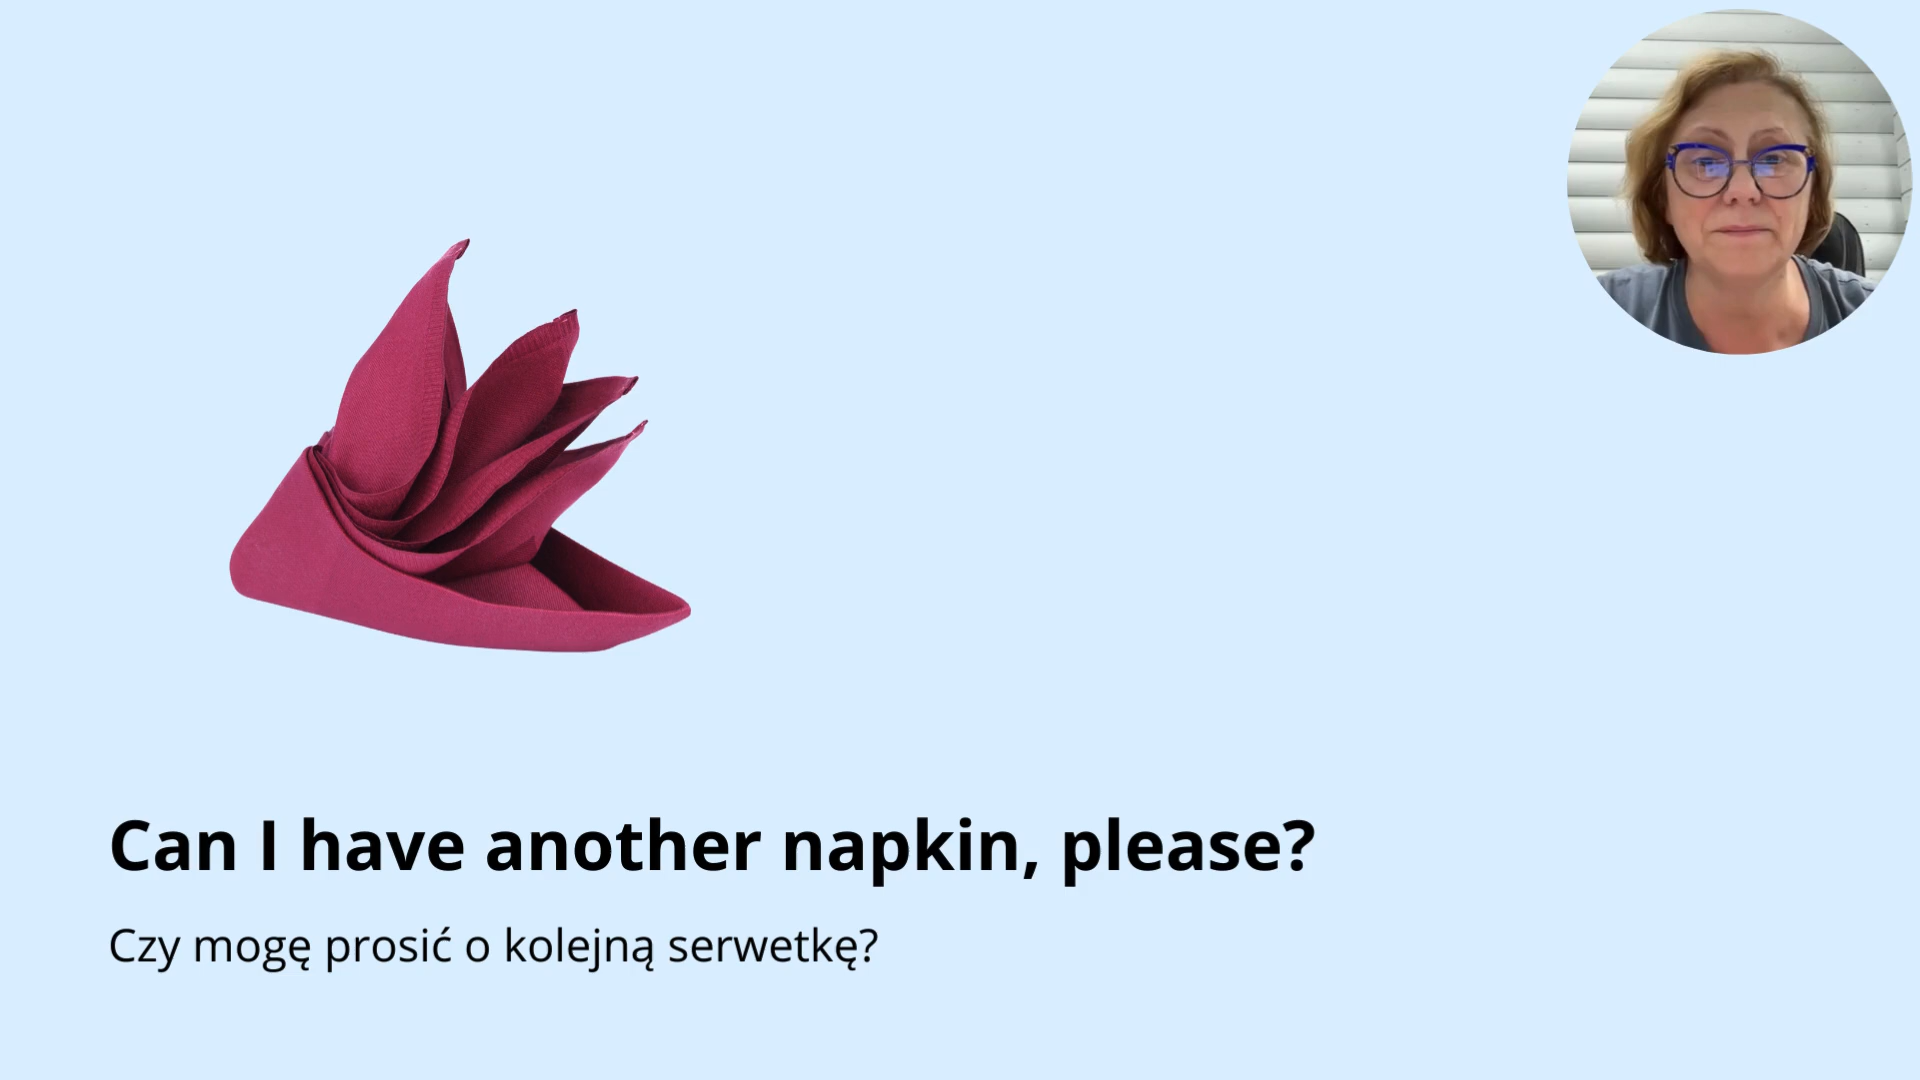 Can I have another napkin, please?
Czy mogę prosić o kolejną serwetkę?